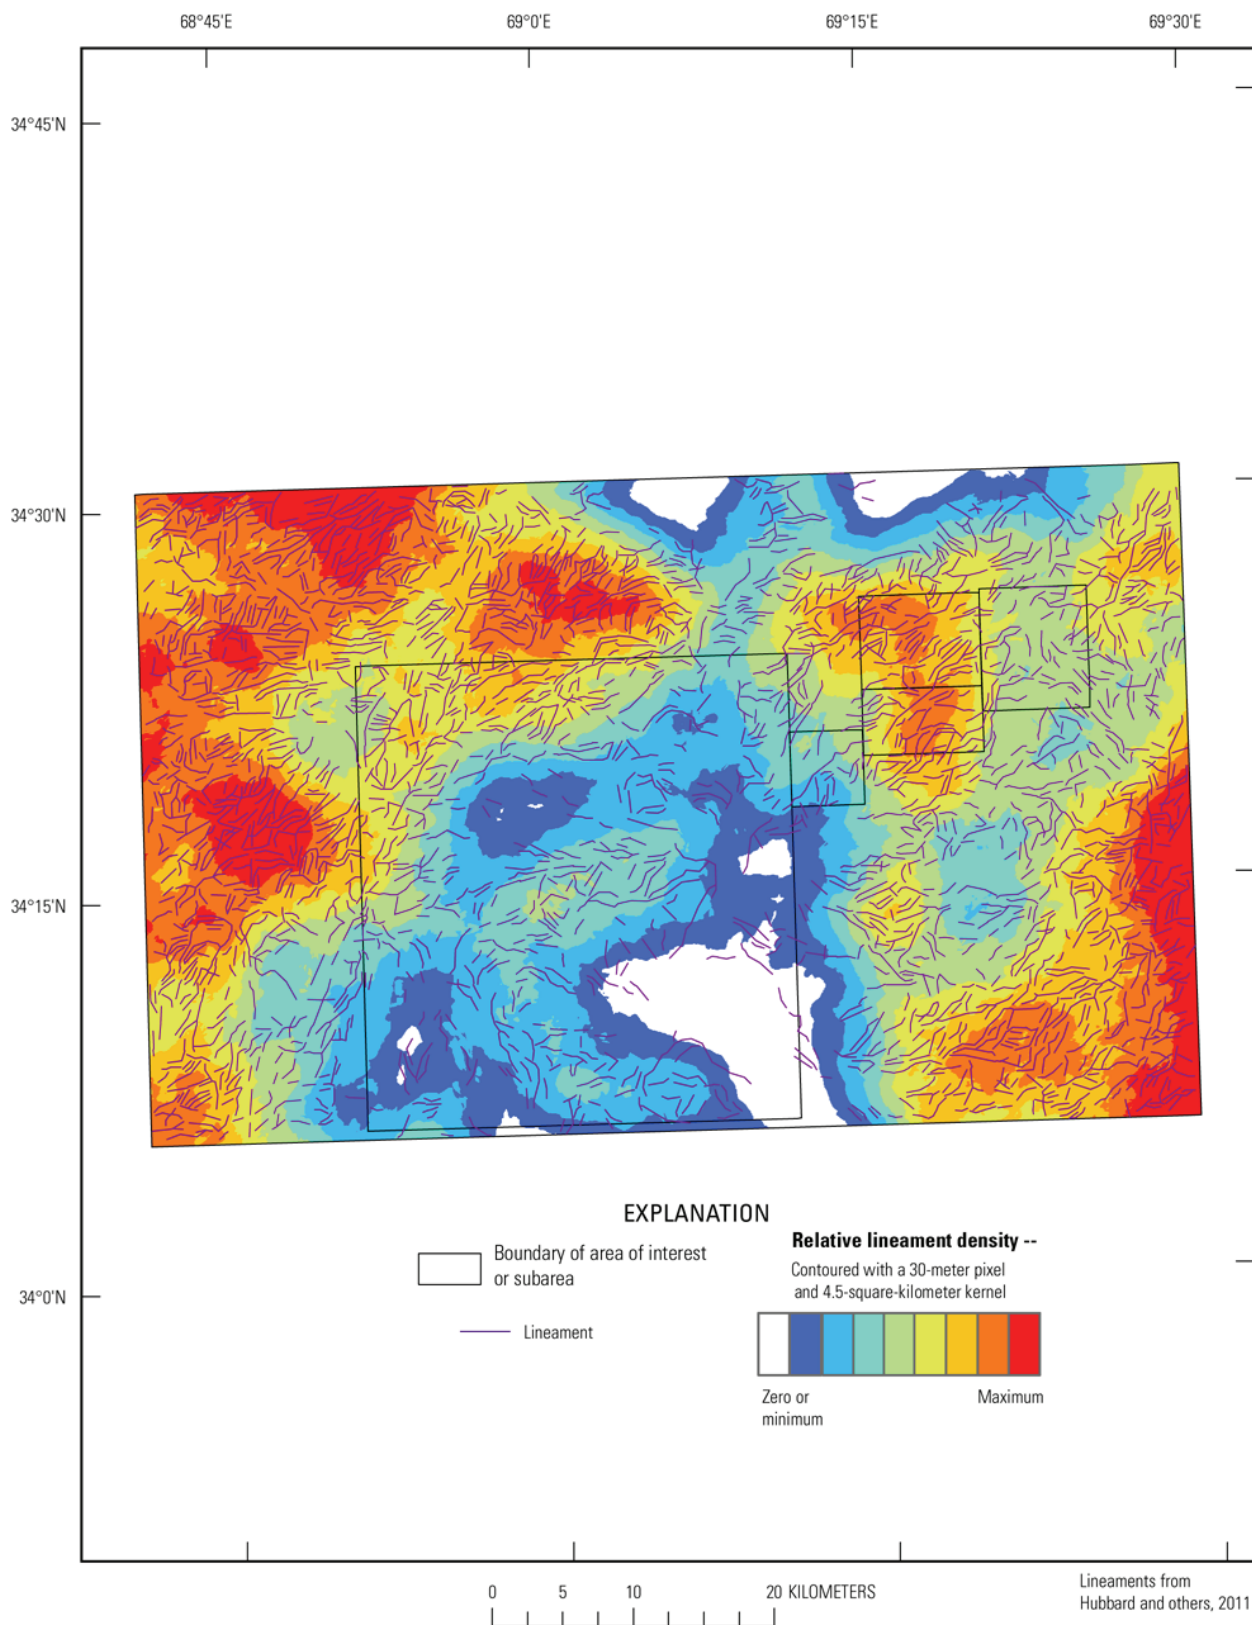 68°45'E 69°0'E 69°15'E 69°30'E
34°45'N
34°30'N
34°15'N
34°0'N
EXPLANATION
Boundary of area of interest
or subarea
Lineament
Relative lineament density --
Contoured with a 30-meter pixel
and 4.5-square-kilometer kernel
Zero or
minimum
Maximum
0 5 10 20 KILOMETERS
Lineaments from
Hubbard and others, 2011